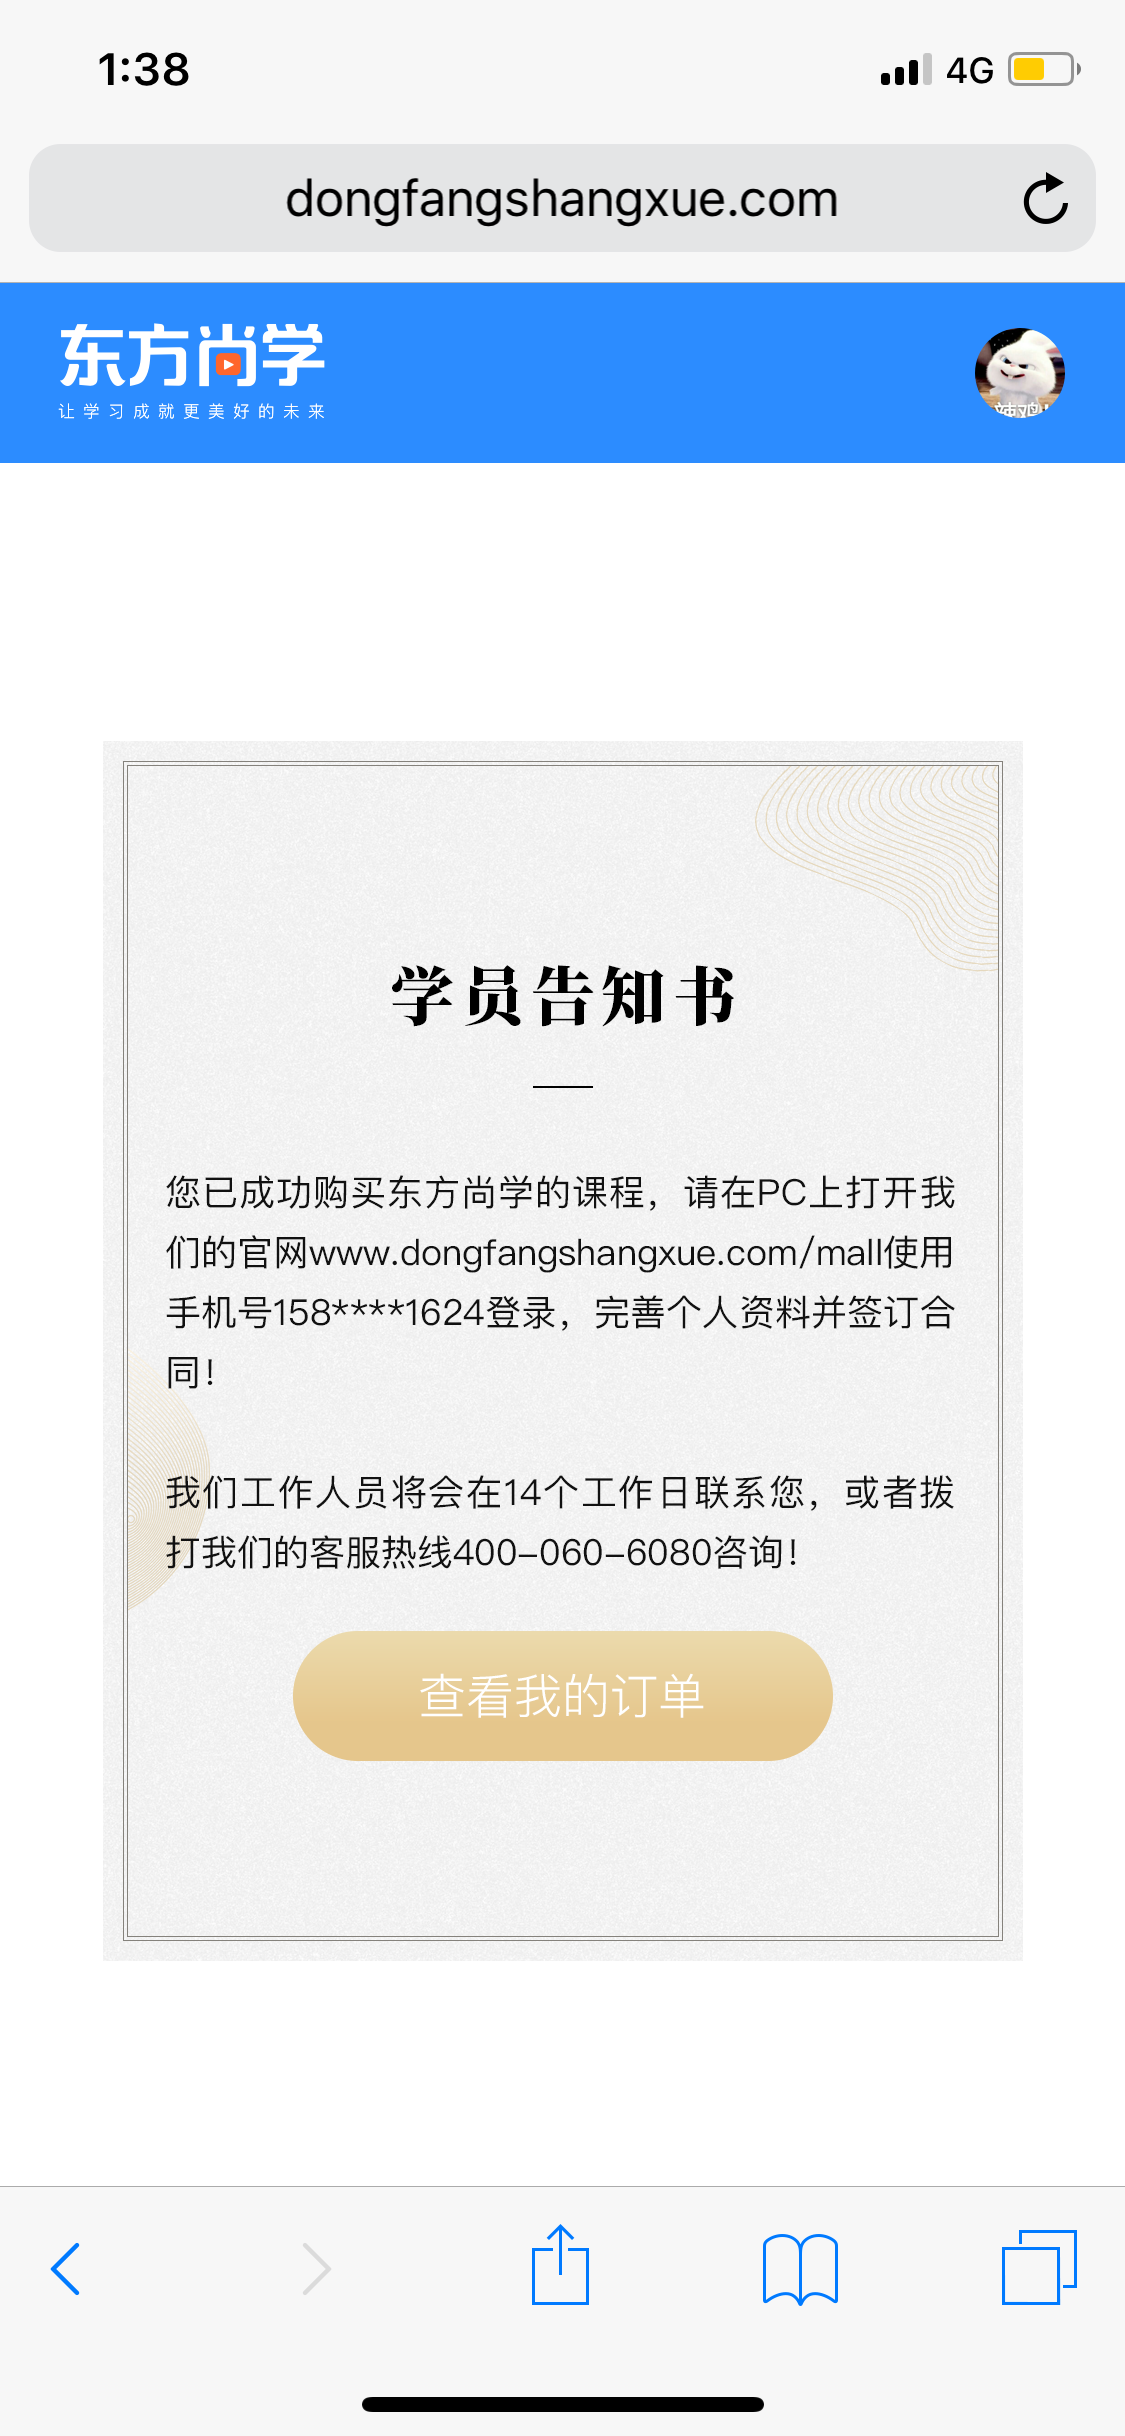 1:38
4G
dongfangshangxue.com
东方尚学
让学习成就更美好的未来
辣鸡!
学员告知书
您已成功购买东方尚学的课程，请在PC上打开我
们的官网www.dongfangshangxue.com/mall使用
手机号158****1624登录，完善个人资料并签订合
同！
我们工作人员将会在14个工作日联系您，或者拨
打我们的客服热线400-060-6080咨询！
查看我的订单